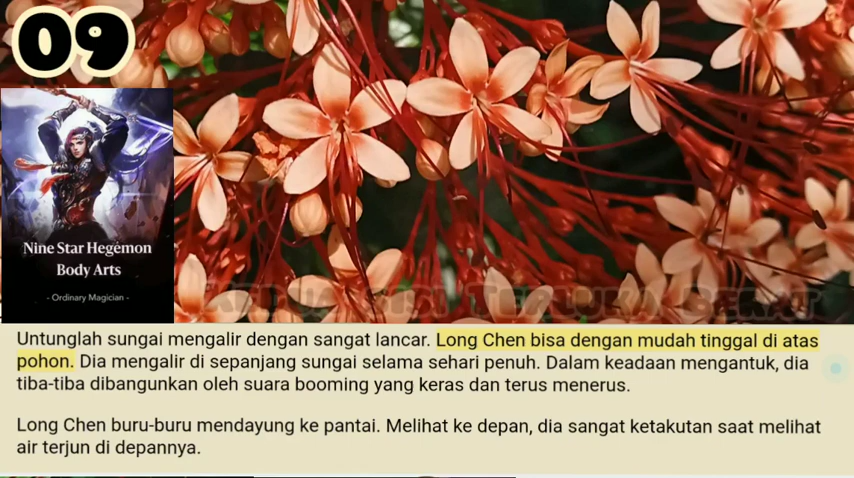 09
Nine Star Hegemon
Body Arts
- Ordinary Magician -
Terluka Berat
Untunglah sungai mengalir dengan sangat lancar. Long Chen bisa dengan mudah tinggal di atas
pohon. Dia mengalir di sepanjang sungai selama sehari penuh. Dalam keadaan mengantuk, dia
tiba-tiba dibangunkan oleh suara booming yang keras dan terus menerus.
Long Chen buru-buru mendayung ke pantai. Melihat ke depan, dia sangat ketakutan saat melihat
air terjun di depannya.